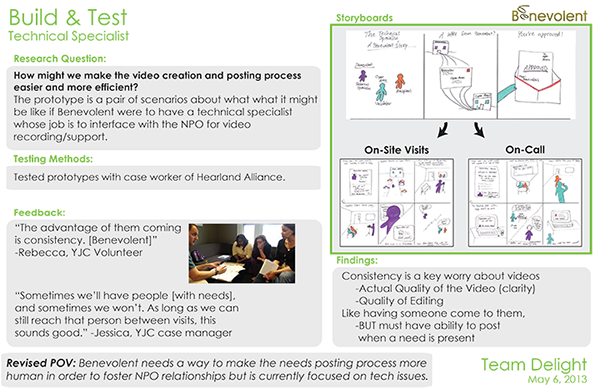 Build & Test
Technical Specialist
Research Question:
How might we make the video creation and posting process
easier and more efficient?
The prototype is a pair of scenarios about what what it might
be like if Benevolent were to have a technical specialist
whose job is to interface with the NPO for video
recording/support.
Testing Methods:
Tested prototypes with case worker of Hearland Alliance.
Feedback:
“The advantage of them coming
is consistency. [Benevolent]”
-Rebecca, YJC Volunteer
“Sometimes we’ll have people [with needs],
and sometimes we won’t. As long as we can
still reach that person between visits, this
sounds good.” -Jessica, YJC case manager
Storyboards
Benevolent
The Technical
Specialist
A Benevolent Story...
You're approved!
APPROVED
On-Site Visits
On-Call
Findings:
Consistency is a key worry about videos
-Actual Quality of the Video (clarity)
-Quality of Editing
Like having someone come to them,
-BUT must have ability to post
when a need is present
Revised POV: Benevolent needs a way to make the needs posting process more
human in order to foster NPO relationships but is currently focused on tech issues.
Team Delight
May 6, 2013